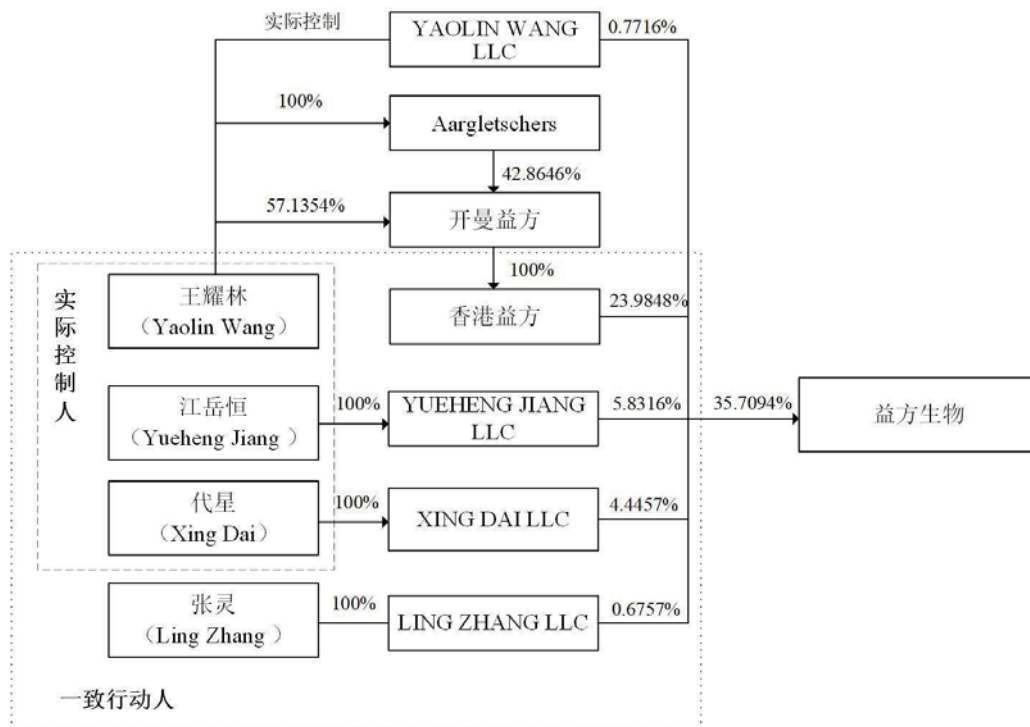 实际控制
YAOLIN WANG
LLC
0.7716%
100%
Aargletschers
42.8646%
57.1354%
开曼益方
100%
实际控制人
王耀林
（Yaolin Wang）
香港益方
23.9848%
江岳恒
（Yueheng Jiang ）
100%
YUEHENG JIANG
LLC
5.8316%
35.7094%
益方生物
代星
（Xing Dai）
100%
XING DAI LLC
4.4457%
张灵
（Ling Zhang ）
100%
LING ZHANG LLC
0.6757%
一致行动人